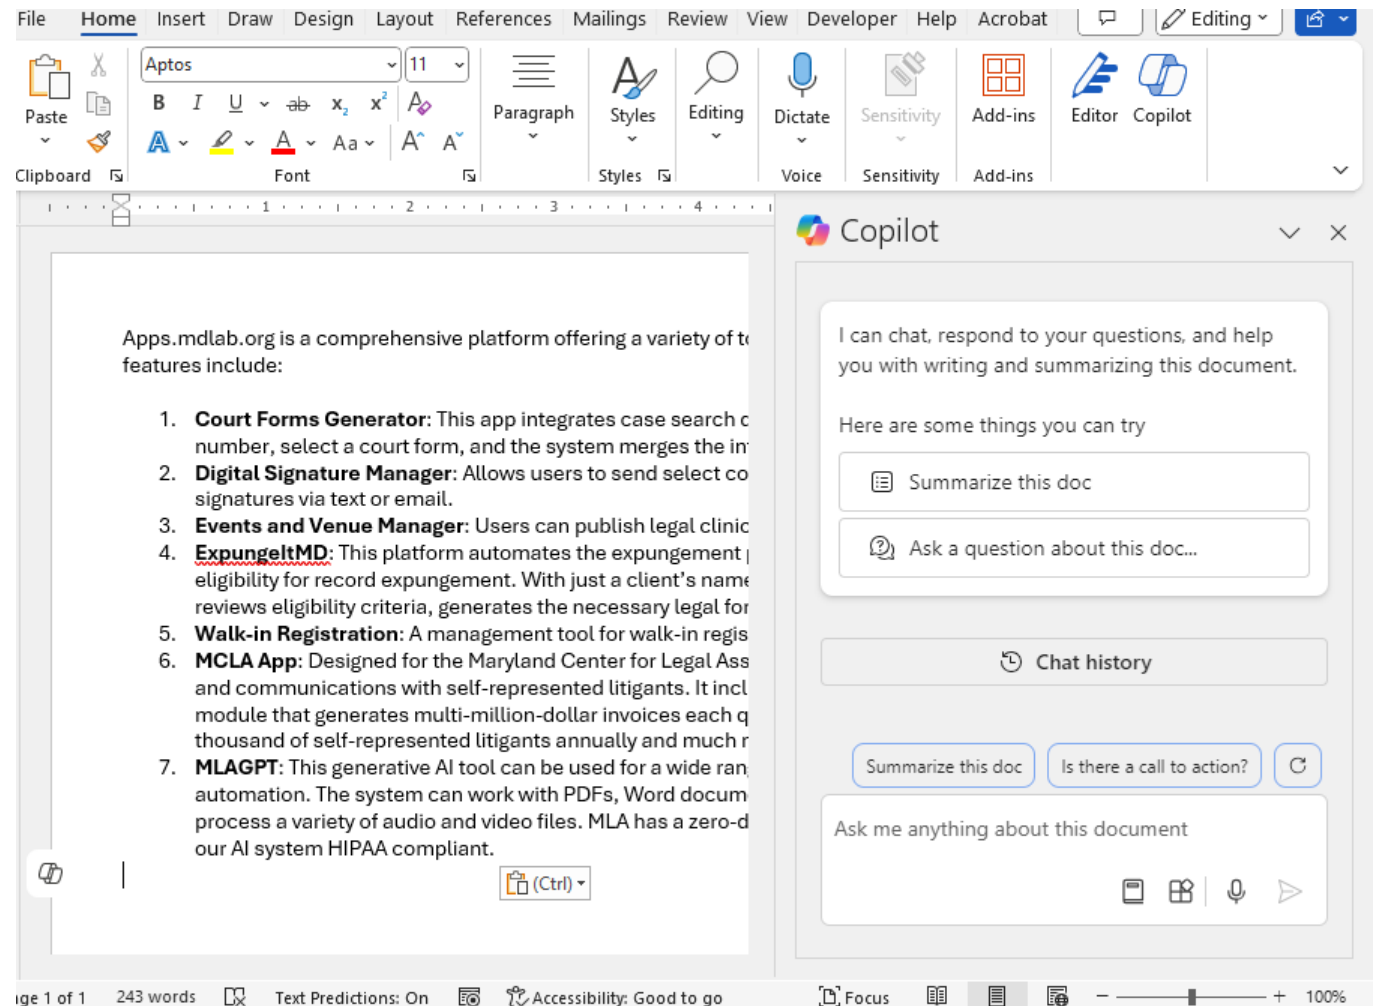 File Home Insert Draw Design Layout References Mailings Review View Developer Help Acrobat Editing
Aptos 11
B I U ab x2 x2 A
A A Aa A A
Paste Paragraph Styles Editing Dictate Sensitivity Add-ins Editor Copilot
Clipboard Font Styles Voice Sensitivity Add-ins
1 2 3 4
Copilot
Apps.mdlab.org is a comprehensive platform offering a variety of
features include:
1. Court Forms Generator: This app integrates case search
number, select a court form, and the system merges the
2. Digital Signature Manager: Allows users to send select
signatures via text or email.
3. Events and Venue Manager: Users can publish legal
4. ExpungeItMD: This platform automates the expungement
eligibility for record expungement. With just a client's name
reviews eligibility criteria, generates the necessary legal
5. Walk-in Registration: A management tool for walk-in
6. MCLA App: Designed for the Maryland Center for Legal
and communications with self-represented litigants. It
module that generates multi-million-dollar invoices each
thousand of self-represented litigants annually and much
7. MLAGPT: This generative AI tool can be used for a wide
automation. The system can work with PDFs, Word
process a variety of audio and video files. MLA has a
our AI system HIPAA compliant.
(Ctrl)
I can chat, respond to your questions, and help
you with writing and summarizing this document.
Here are some things you can try
Summarize this doc
Ask a question about this doc...
Chat history
Summarize this doc Is there a call to action?
Ask me anything about this document
1 of 1 243 words Text Predictions: On Accessibility: Good to go Focus 100%